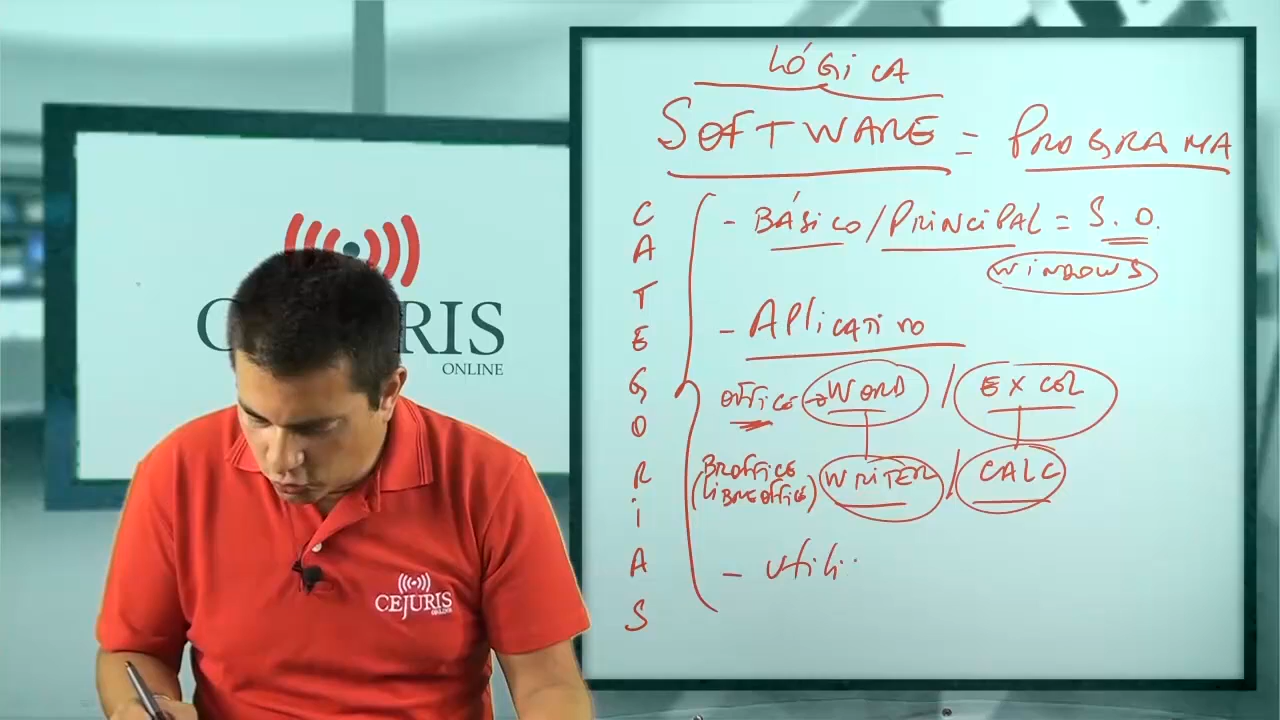 LÓGICA
SOFTWARE = PROGRAMA
CATEGORIAS
- BÁSICO / PRINCIPAL = S.O.
WINDOWS
- APLICATIVO
OFFICE → WORD / EXCEL
BROFFICE
(LIBREOFFICE) WRITER / CALC
- Utili
CEJURIS
ONLINE
CEJURIS
ONLINE